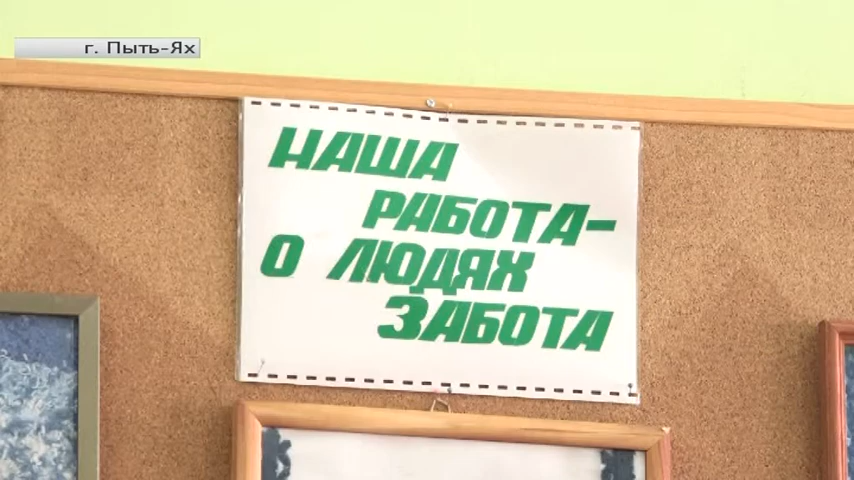 г. Пыть-Ях
НАША
РАБОТА-
О ЛЮДЯХ
ЗАБОТА